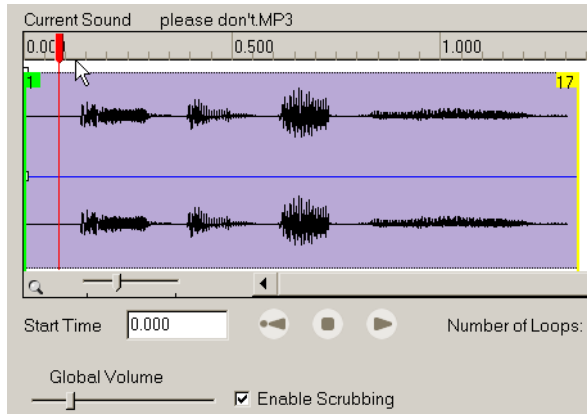 Current Sound please don't.MP3
0.000 0.500 1.000
1 17
Start Time 0.000 Number of Loops:
Global Volume
Enable Scrubbing